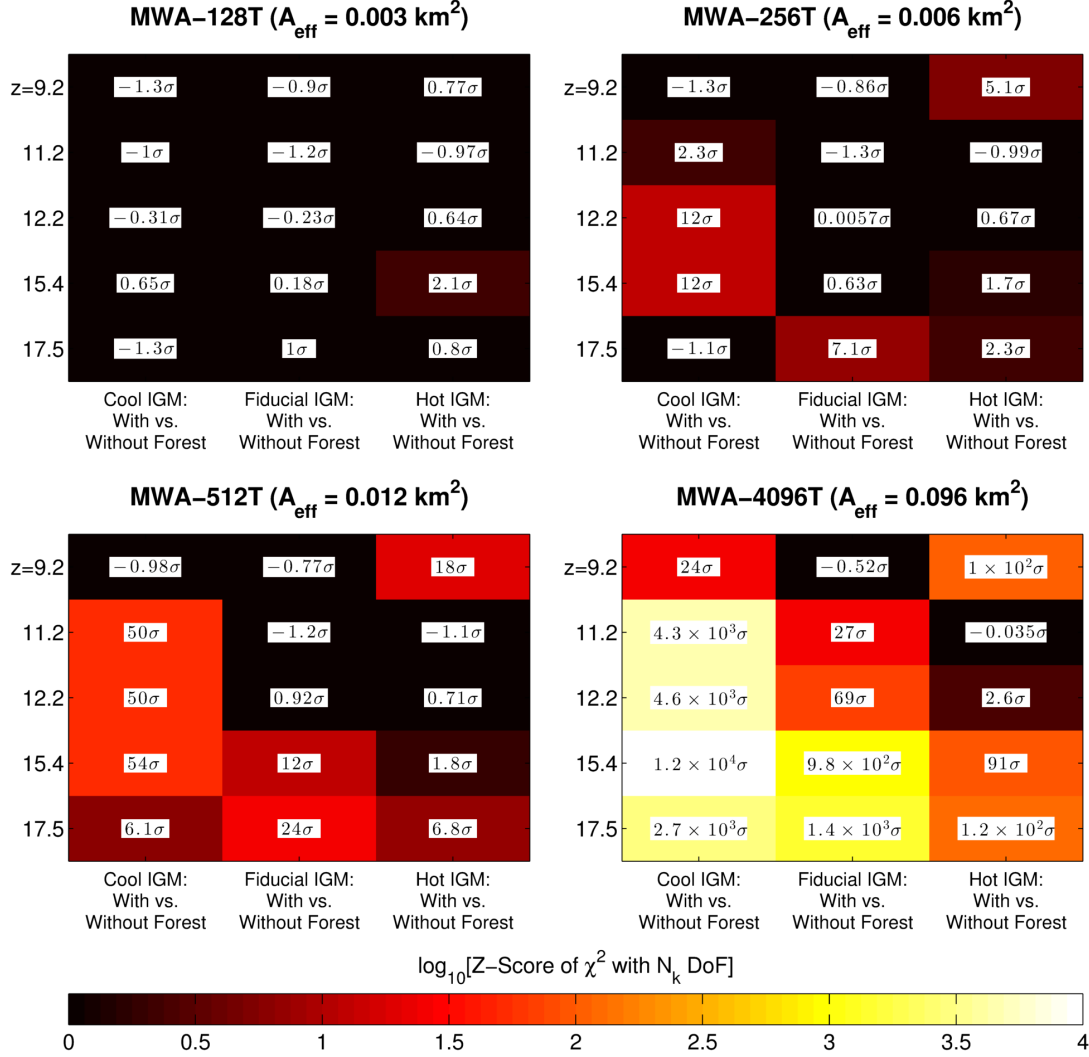 MWA−128T (A_eff = 0.003 km²)
z=9.2 −1.3σ −0.9σ 0.77σ
11.2 −1σ −1.2σ −0.97σ
12.2 −0.31σ −0.23σ 0.64σ
15.4 0.65σ 0.18σ 2.1σ
17.5 −1.3σ 1σ 0.8σ
Cool IGM: Fiducial IGM: Hot IGM:
With vs. With vs. With vs.
Without Forest Without Forest Without Forest
MWA−256T (A_eff = 0.006 km²)
z=9.2 −1.3σ −0.86σ 5.1σ
11.2 2.3σ −1.3σ −0.99σ
12.2 12σ 0.0057σ 0.67σ
15.4 12σ 0.63σ 1.7σ
17.5 −1.1σ 7.1σ 2.3σ
Cool IGM: Fiducial IGM: Hot IGM:
With vs. With vs. With vs.
Without Forest Without Forest Without Forest
MWA−512T (A_eff = 0.012 km²)
z=9.2 −0.98σ −0.77σ 18σ
11.2 50σ −1.2σ −1.1σ
12.2 50σ 0.92σ 0.71σ
15.4 54σ 12σ 1.8σ
17.5 6.1σ 24σ 6.8σ
Cool IGM: Fiducial IGM: Hot IGM:
With vs. With vs. With vs.
Without Forest Without Forest Without Forest
MWA−4096T (A_eff = 0.096 km²)
z=9.2 24σ −0.52σ 1 × 10²σ
11.2 4.3 × 10³σ 27σ −0.035σ
12.2 4.6 × 10³σ 69σ 2.6σ
15.4 1.2 × 10⁴σ 9.8 × 10²σ 91σ
17.5 2.7 × 10³σ 1.4 × 10³σ 1.2 × 10²σ
Cool IGM: Fiducial IGM: Hot IGM:
With vs. With vs. With vs.
Without Forest Without Forest Without Forest
log₁₀[Z−Score of χ² with N_k DoF]
0 0.5 1 1.5 2 2.5 3 3.5 4